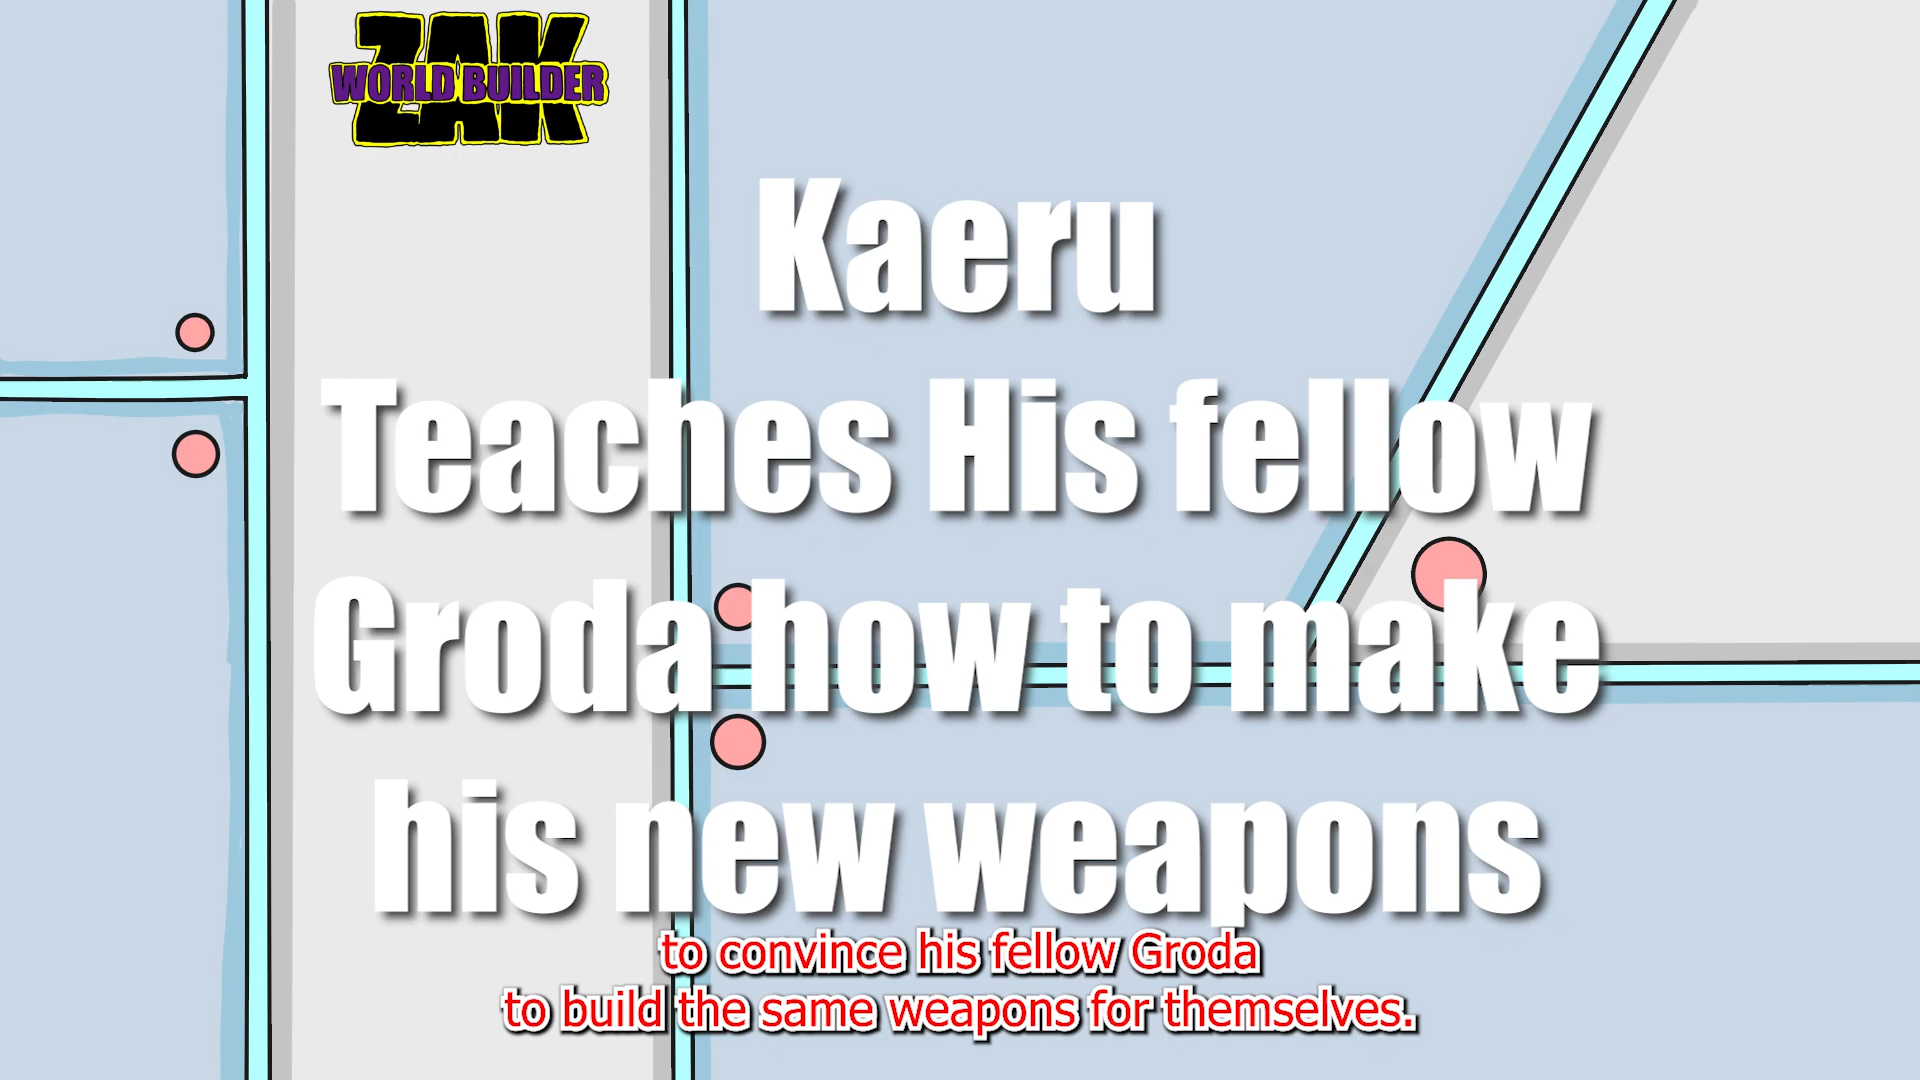 ZAK
WORLD BUILDER
Kaeru
Teaches His fellow
Groda how to make
his new weapons
to convince his fellow Groda
to build the same weapons for themselves.